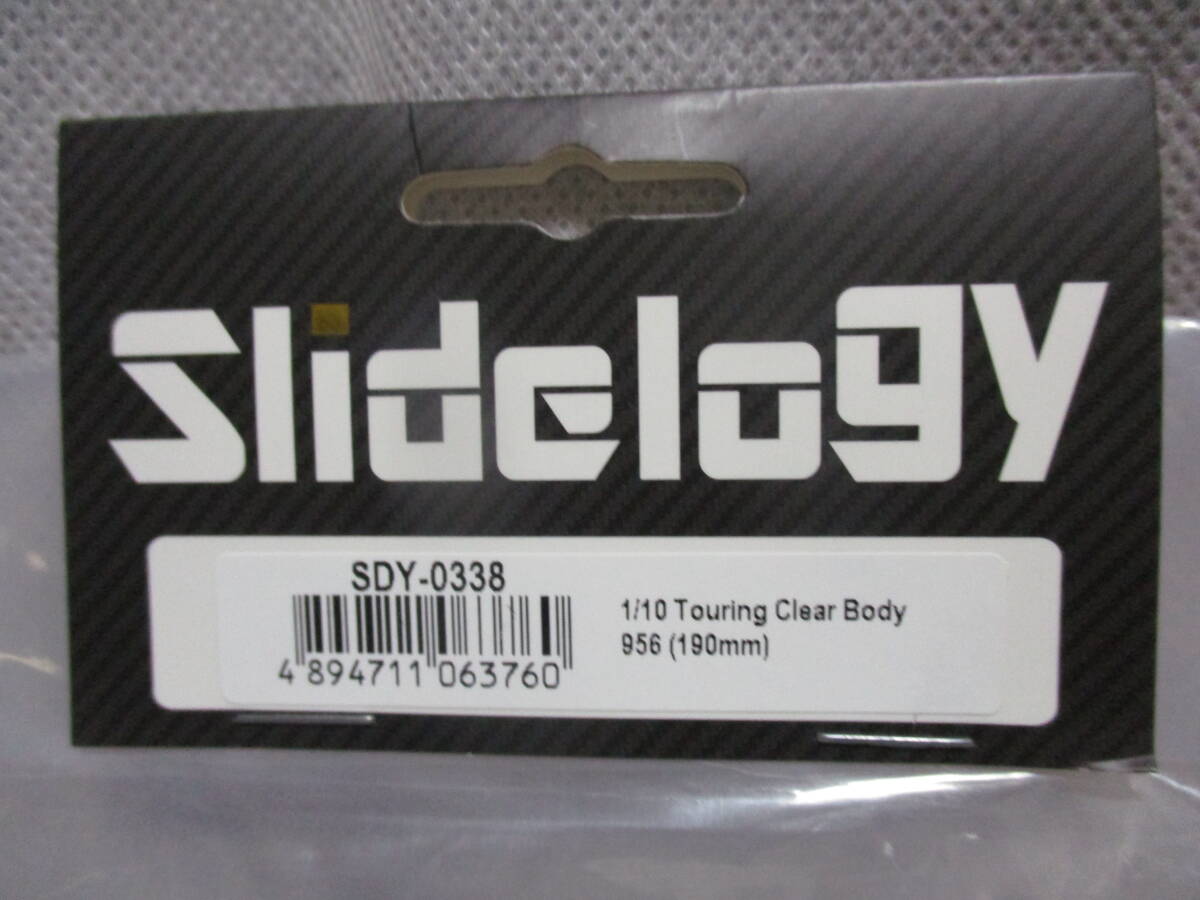 Slidelogy
SDY-0338
4 894711 063760
1/10 Touring Clear Body
956 (190mm)